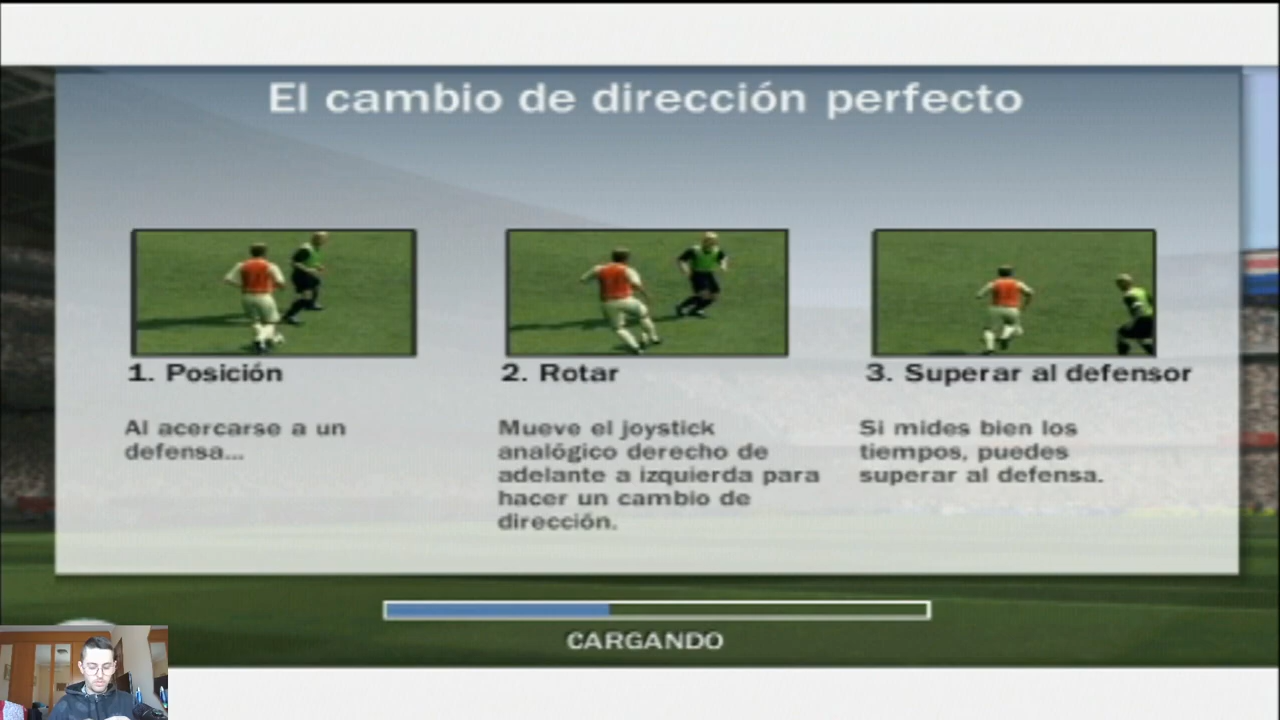 El cambio de dirección perfecto
1. Posición
Al acercarse a un
defensa...
2. Rotar
Mueve el joystick
analógico derecho de
adelante a izquierda para
hacer un cambio de
dirección.
3. Superar al defensor
Si mides bien los
tiempos, puedes
superar al defensa.
CARGANDO